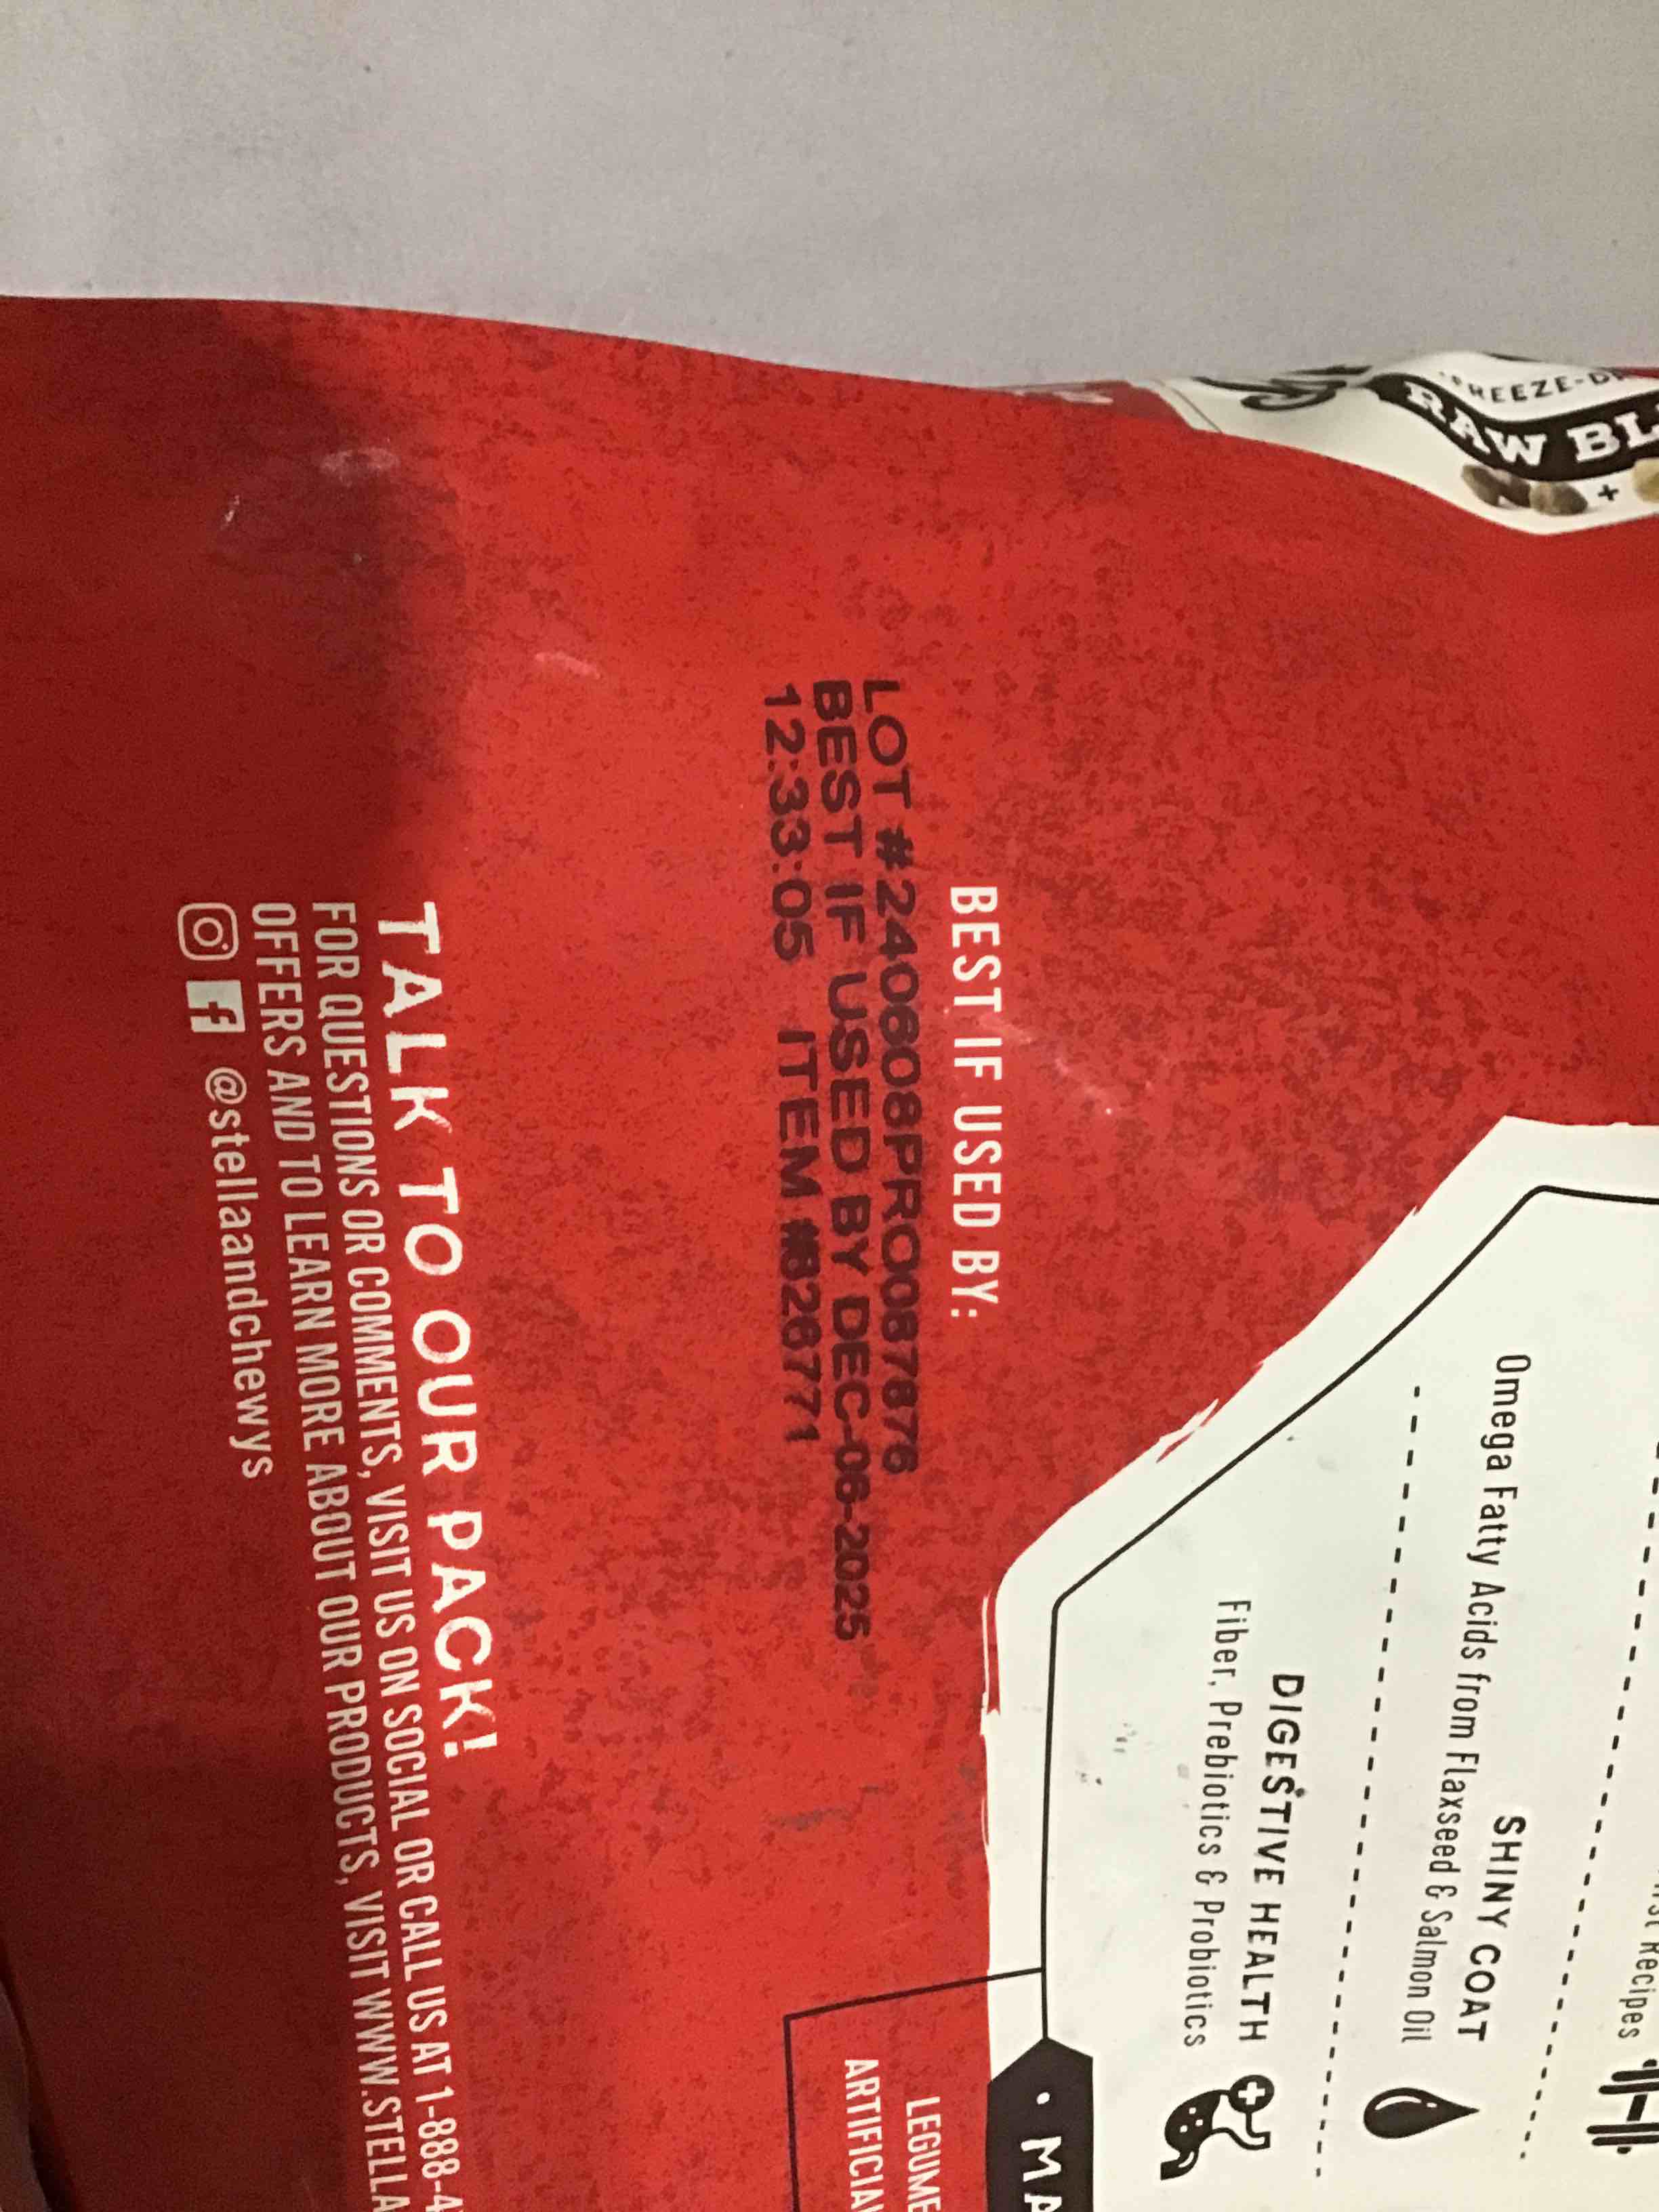 RAW BL
+
Recipes
SHINY COAT
Omega Fatty Acids from Flaxseed & Salmon Oil
DIGESTIVE HEALTH
Fiber, Prebiotics & Probiotics
• MA
LEGUME
ARTIFICIA
BEST IF USED BY:
LOT #240608PRO087876
BEST IF USED BY DEC-06-2025
12:33:05 ITEM #826771
TALK TO OUR PACK!
FOR QUESTIONS OR COMMENTS, VISIT US ON SOCIAL OR CALL US AT 1-888-4
OFFERS AND TO LEARN MORE ABOUT OUR PRODUCTS, VISIT WWW.STELLA
@stellaandchewys